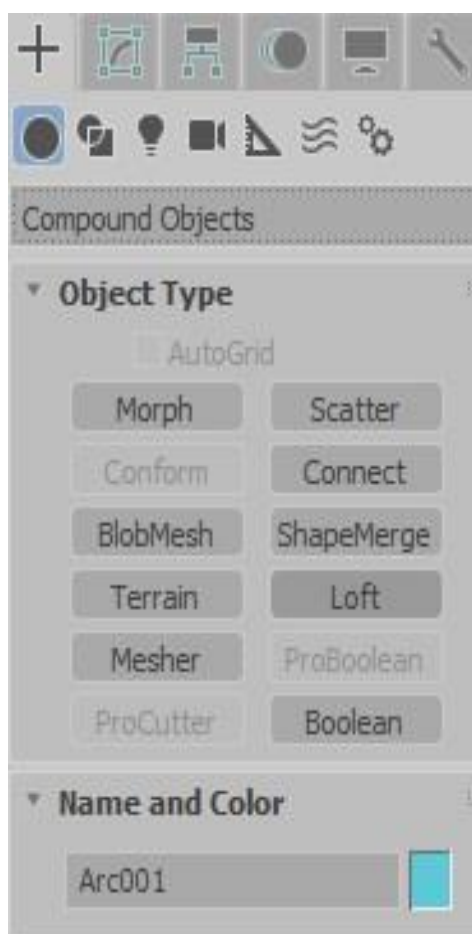 Compound Objects
Object Type
AutoGrid
Morph Scatter
Conform Connect
BlobMesh ShapeMerge
Terrain Loft
Mesher ProBoolean
ProCutter Boolean
Name and Color
Arc001